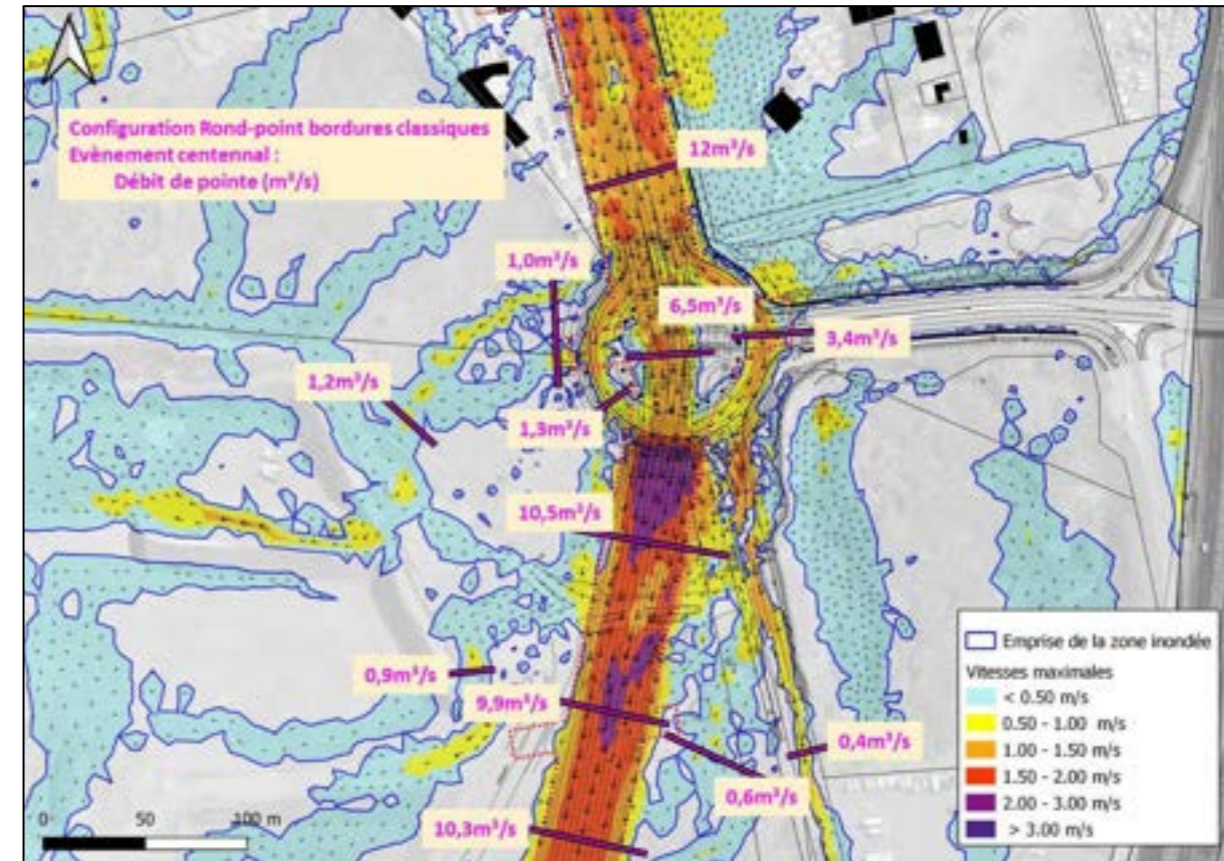 Configuration Rond-point bordures classiques
Evènement centennal :
Débit de pointe (m³/s)
12m³/s
1,0m³/s
6,5m³/s
3,4m³/s
1,2m³/s
1,3m³/s
10,5m³/s
0,9m³/s
9,9m³/s
0,4m³/s
0,6m³/s
10,3m³/s
0 50 100 m
Emprise de la zone inondée
Vitesses maximales
< 0.50 m/s
0.50 - 1.00 m/s
1.00 - 1.50 m/s
1.50 - 2.00 m/s
2.00 - 3.00 m/s
> 3.00 m/s